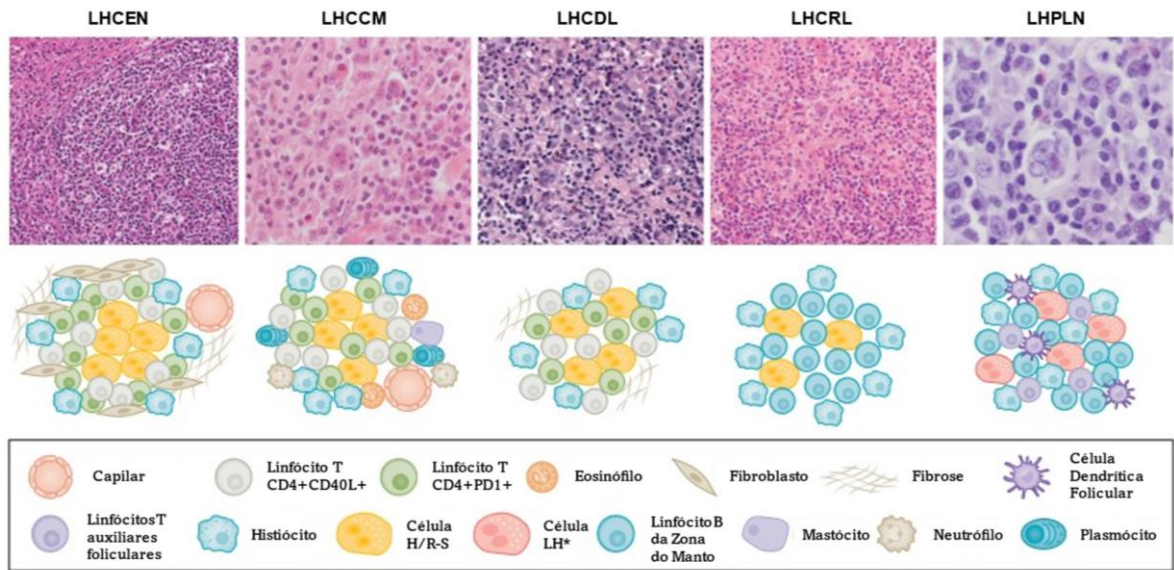 LHCEN LHCCM LHCDL LHCRL LHPLN
Capilar
Linfócito T
CD4+CD40L+
Linfócito T
CD4+PD1+
Eosinófilo
Fibroblasto
Fibrose
Célula
Dendrítica
Folicular
Linfócitos T
auxiliares
foliculares
Histiócito
Célula
H/R-S
Célula
LH*
Linfócito B
da Zona
do Manto
Mastócito
Neutrófilo
Plasmócito